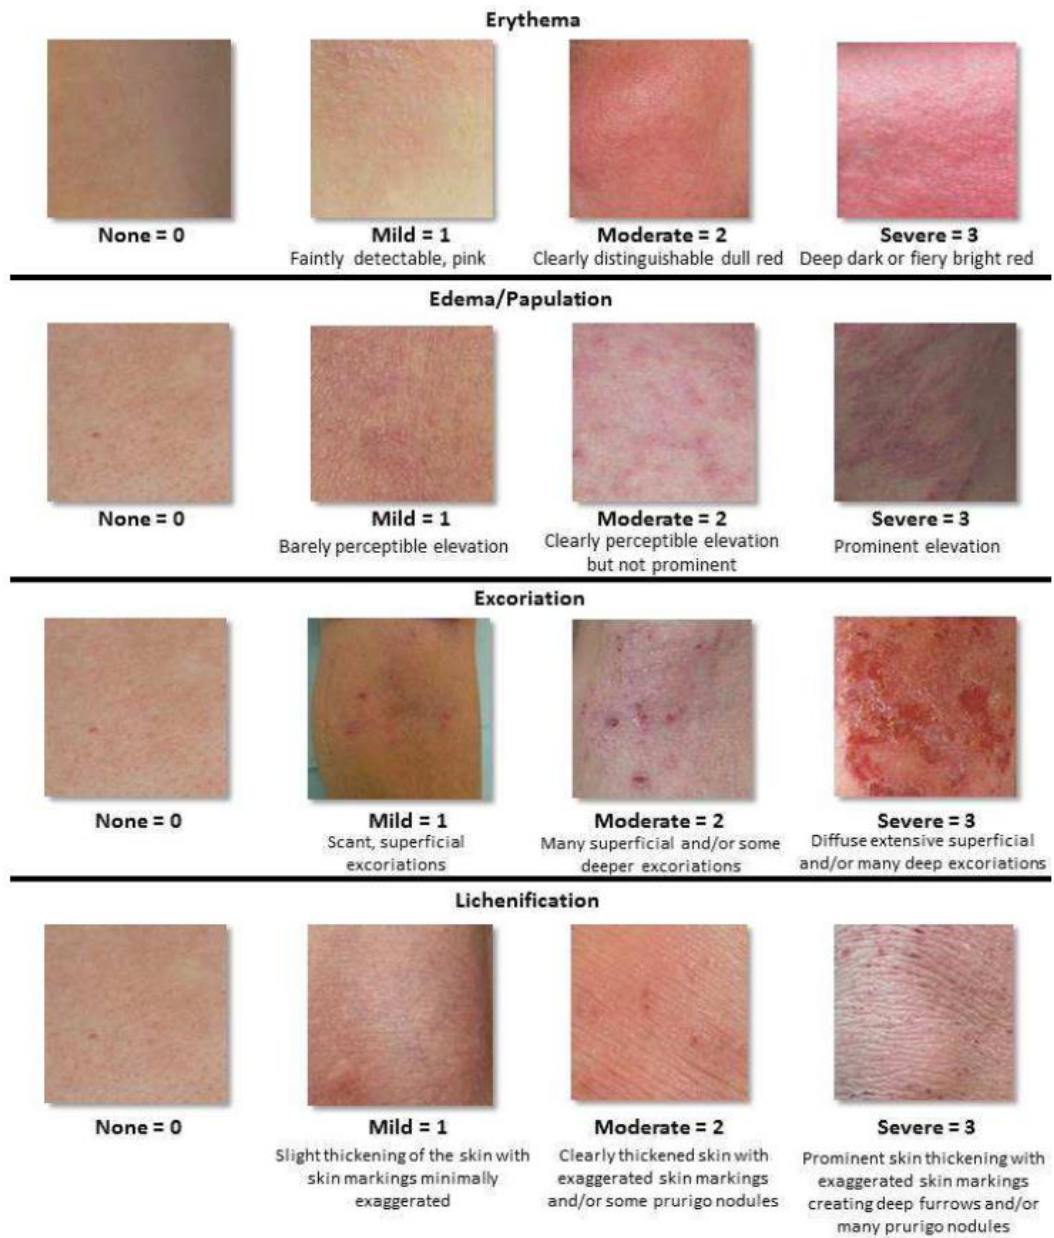 Erythema
None = 0
Mild = 1
Faintly detectable, pink
Moderate = 2
Clearly distinguishable dull red
Severe = 3
Deep dark or fiery bright red
Edema/Papulation
None = 0
Mild = 1
Barely perceptible elevation
Moderate = 2
Clearly perceptible elevation
but not prominent
Severe = 3
Prominent elevation
Excoriation
None = 0
Mild = 1
Scant, superficial
excoriations
Moderate = 2
Many superficial and/or some
deeper excoriations
Severe = 3
Diffuse extensive superficial
and/or many deep excoriations
Lichenification
None = 0
Mild = 1
Slight thickening of the skin with
skin markings minimally
exaggerated
Moderate = 2
Clearly thickened skin with
exaggerated skin markings
and/or some prurigo nodules
Severe = 3
Prominent skin thickening with
exaggerated skin markings
creating deep furrows and/or
many prurigo nodules